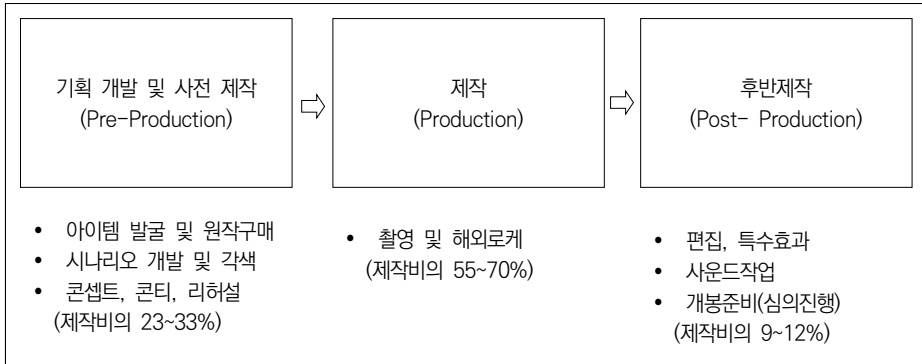 기획 개발 및 사전 제작
(Pre-Production)
제작
(Production)
후반제작
(Post- Production)
• 아이템 발굴 및 원작구매
• 시나리오 개발 및 각색
• 콘셉트, 콘티, 리허설
(제작비의 23~33%)
• 촬영 및 해외로케
(제작비의 55~70%)
• 편집, 특수효과
• 사운드작업
• 개봉준비(심의진행)
(제작비의 9~12%)